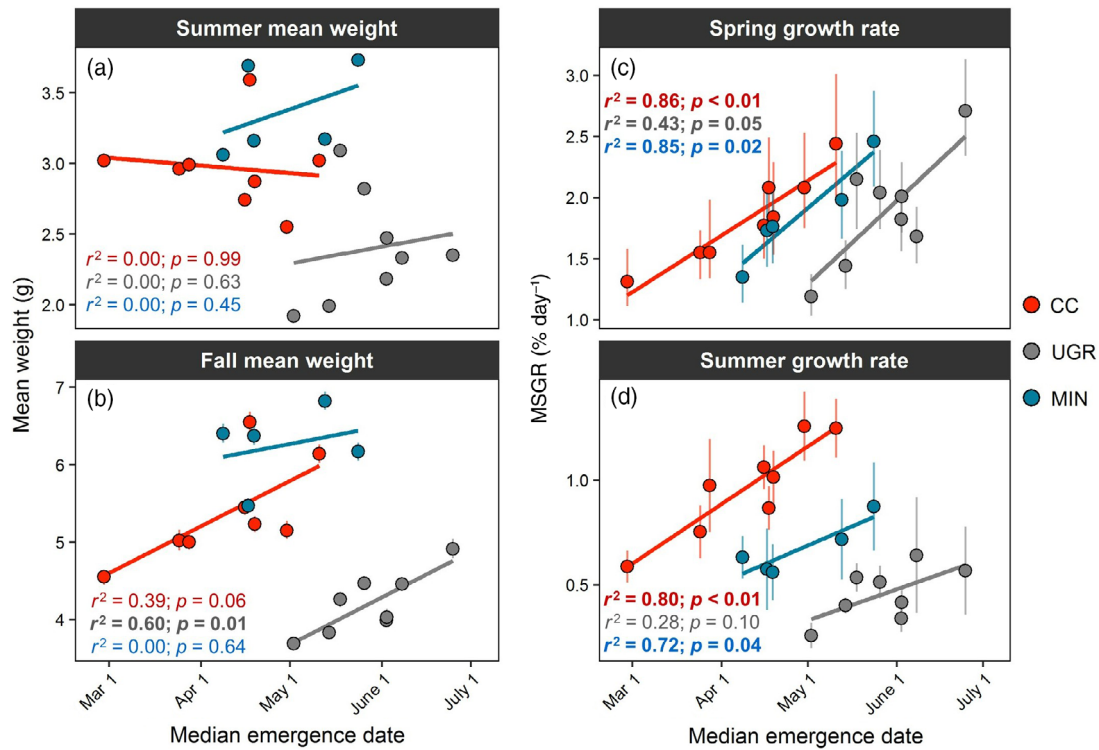 Summer mean weight
(a)
3.5
3.0
2.5
2.0
r² = 0.00; p = 0.99
r² = 0.00; p = 0.63
r² = 0.00; p = 0.45
Fall mean weight
(b)
7
6
5
4
r² = 0.39; p = 0.06
r² = 0.60; p = 0.01
r² = 0.00; p = 0.64
Mean weight (g)
Mar 1
Apr 1
May 1
June 1
July 1
Median emergence date
Spring growth rate
(c)
3.0
2.5
2.0
1.5
1.0
r² = 0.86; p < 0.01
r² = 0.43; p = 0.05
r² = 0.85; p = 0.02
Summer growth rate
(d)
1.0
0.5
r² = 0.80; p < 0.01
r² = 0.28; p = 0.10
r² = 0.72; p = 0.04
MSGR (% day⁻¹)
Mar 1
Apr 1
May 1
June 1
July 1
Median emergence date
CC
UGR
MIN